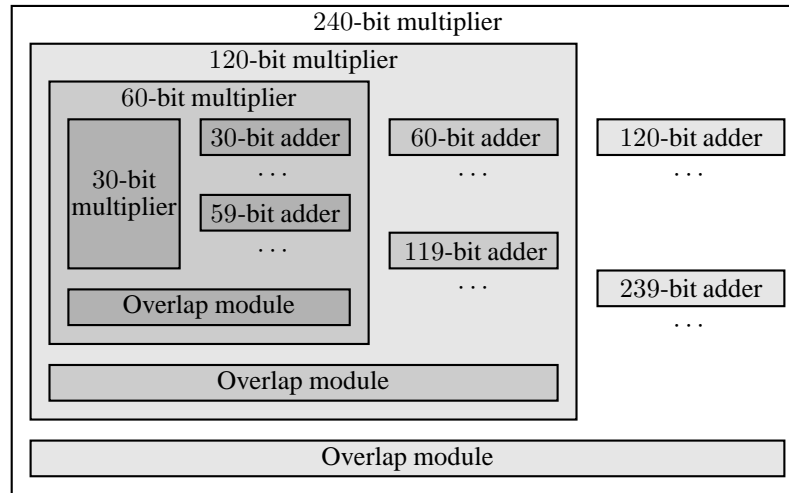 240-bit multiplier
120-bit multiplier
60-bit multiplier
30-bit
multiplier
30-bit adder
...
59-bit adder
...
Overlap module
60-bit adder
...
119-bit adder
...
Overlap module
120-bit adder
...
239-bit adder
...
Overlap module